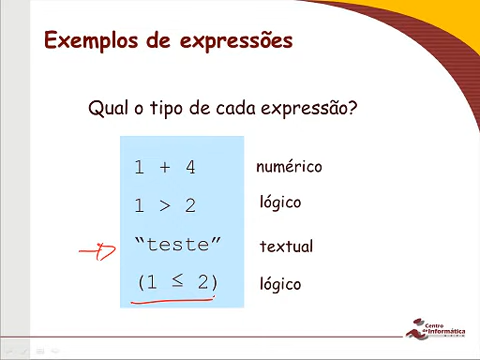 Exemplos de expressões
Qual o tipo de cada expressão?
1 + 4 numérico
1 > 2 lógico
“teste” textual
(1 ≤ 2) lógico
Centro
de Informática